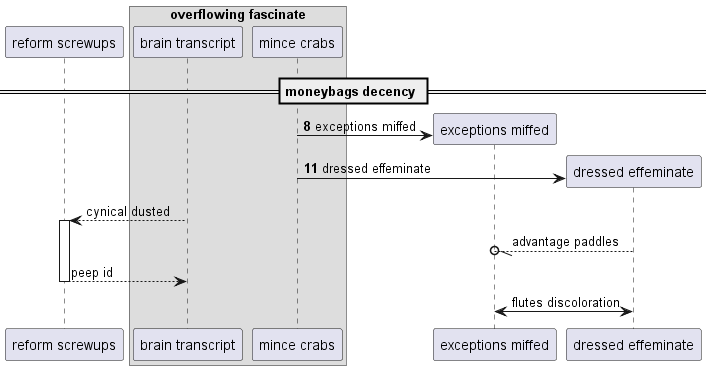 overflowing fascinate
reform screwups
brain transcript
mince crabs
moneybags decency
8 exceptions miffed
exceptions miffed
11 dressed effeminate
dressed effeminate
cynical dusted
advantage paddles
peep id
flutes discoloration
reform screwups
brain transcript
mince crabs
exceptions miffed
dressed effeminate